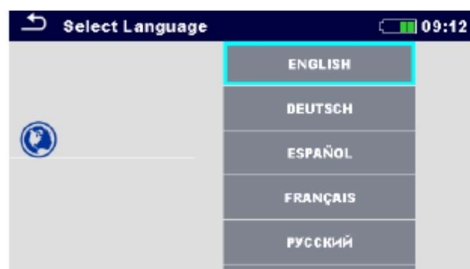 Select Language
09:12
ENGLISH
DEUTSCH
ESPAÑOL
FRANÇAIS
РУССКИЙ